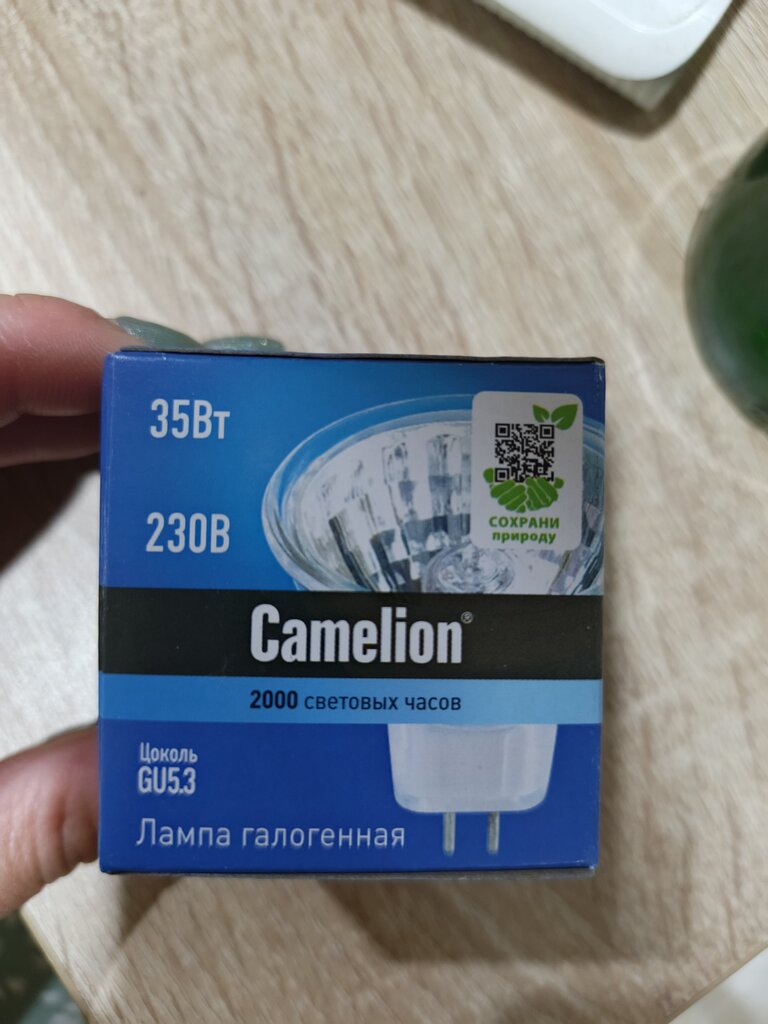 35Вт
230В
СОХРАНИ
природу
Camelion®
2000 световых часов
Цоколь
GU5.3
Лампа галогенная